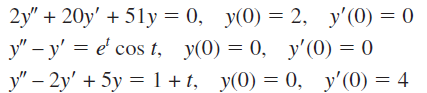 2y″ + 20y′ + 51y = 0, y(0) = 2, y′(0) = 0
y″ – y′ = eᵗ cos t, y(0) = 0, y′(0) = 0
y″ – 2y′ + 5y = 1 + t, y(0) = 0, y′(0) = 4